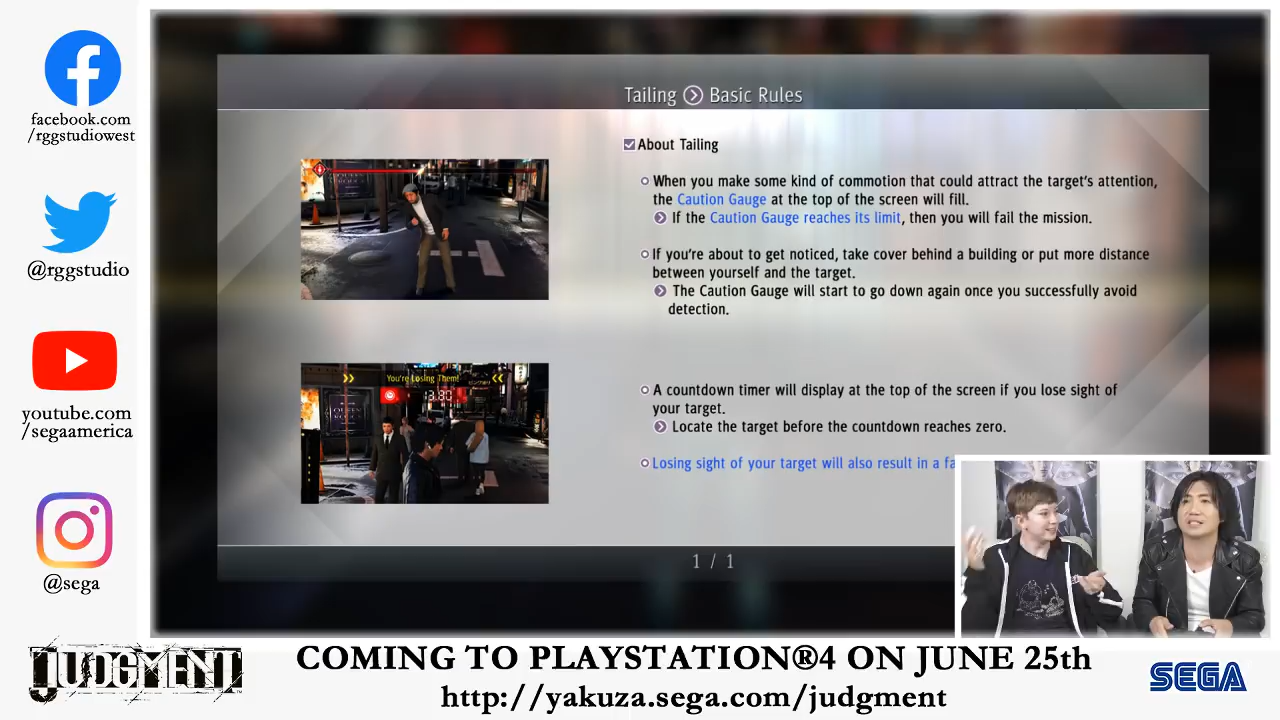 facebook.com
/rggstudiowest
@rggstudio
youtube.com
/segaamerica
@sega
Tailing Basic Rules
About Tailing
When you make some kind of commotion that could attract the target's attention,
the Caution Gauge at the top of the screen will fill.
If the Caution Gauge reaches its limit, then you will fail the mission.
If you're about to get noticed, take cover behind a building or put more distance
between yourself and the target.
The Caution Gauge will start to go down again once you successfully avoid
detection.
You're Losing Them!
A countdown timer will display at the top of the screen if you lose sight of
your target.
Locate the target before the countdown reaches zero.
Losing sight of your target will also result in a
1 / 1
JUDGMENT
COMING TO PLAYSTATION®4 ON JUNE 25th
http://yakuza.sega.com/judgment
SEGA